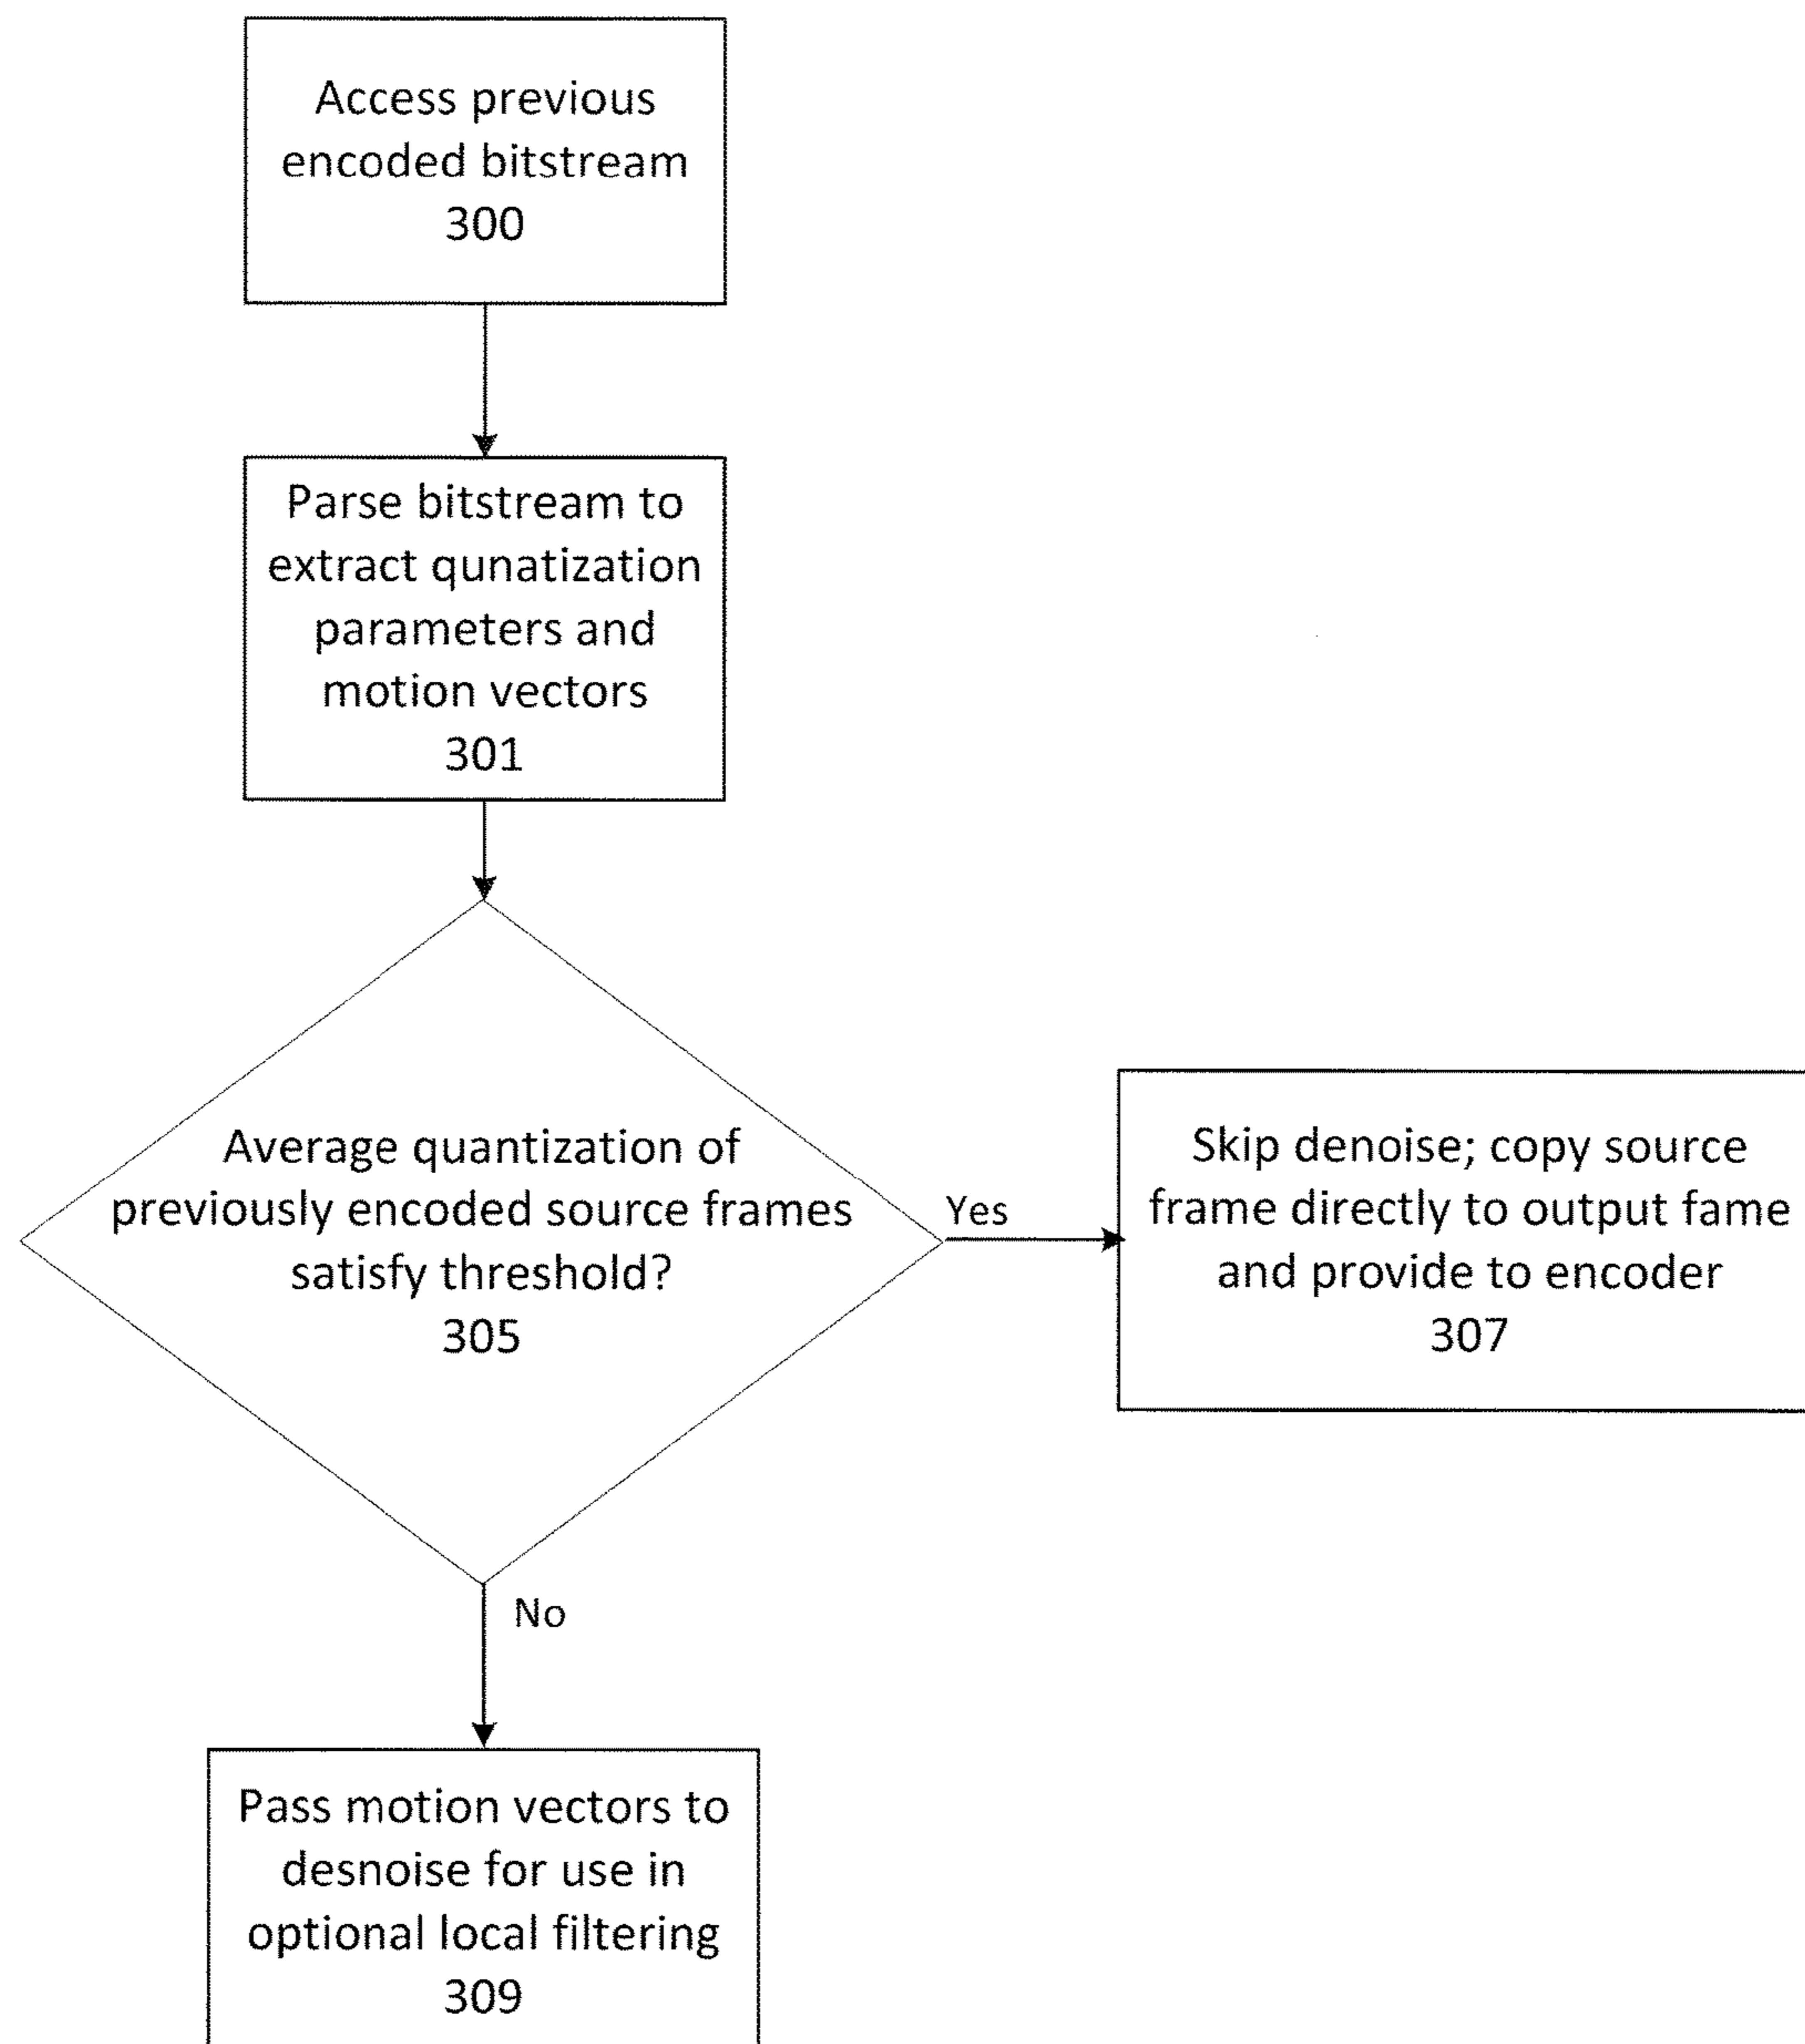 Access previous
encoded bitstream
300
Parse bitstream to
extract qunatization
parameters and
motion vectors
301
Average quantization of
previously encoded source frames
satisfy threshold?
305
Yes
Skip denoise; copy source
frame directly to output fame
and provide to encoder
307
No
Pass motion vectors to
desnoise for use in
optional local filtering
309